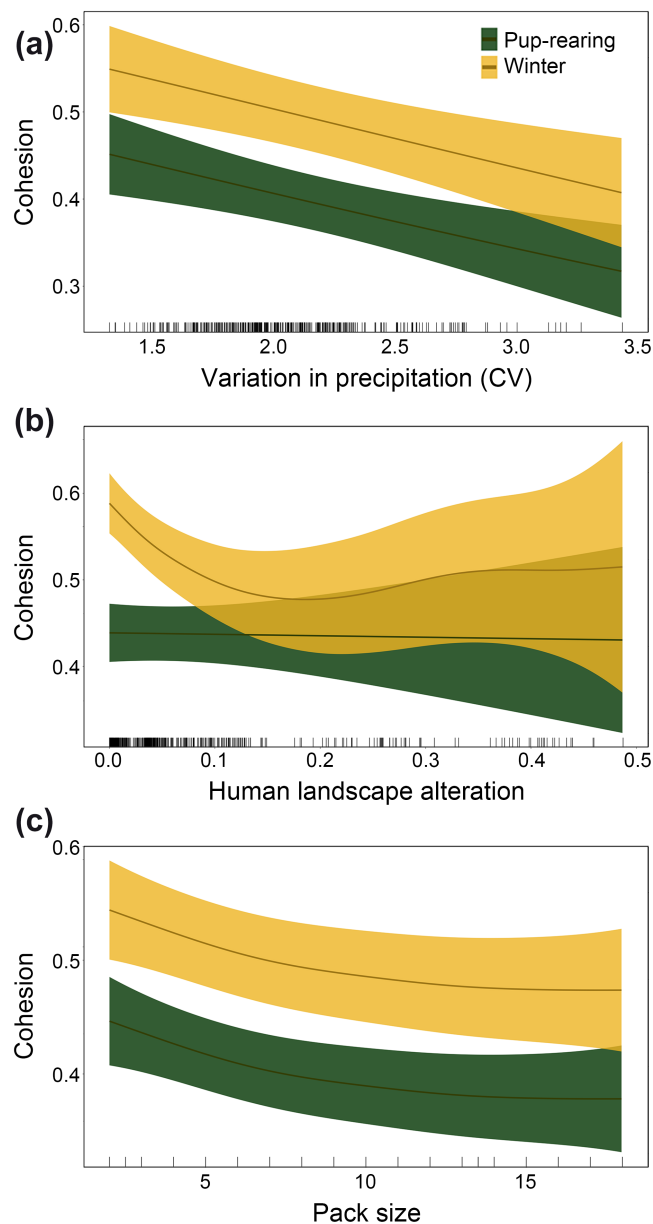 (a)
0.6
0.5
0.4
0.3
Cohesion
Pup-rearing
Winter
1.5 2.0 2.5 3.0 3.5
Variation in precipitation (CV)
(b)
0.6
0.5
0.4
Cohesion
0.0 0.1 0.2 0.3 0.4 0.5
Human landscape alteration
(c)
0.6
0.5
0.4
Cohesion
5 10 15
Pack size